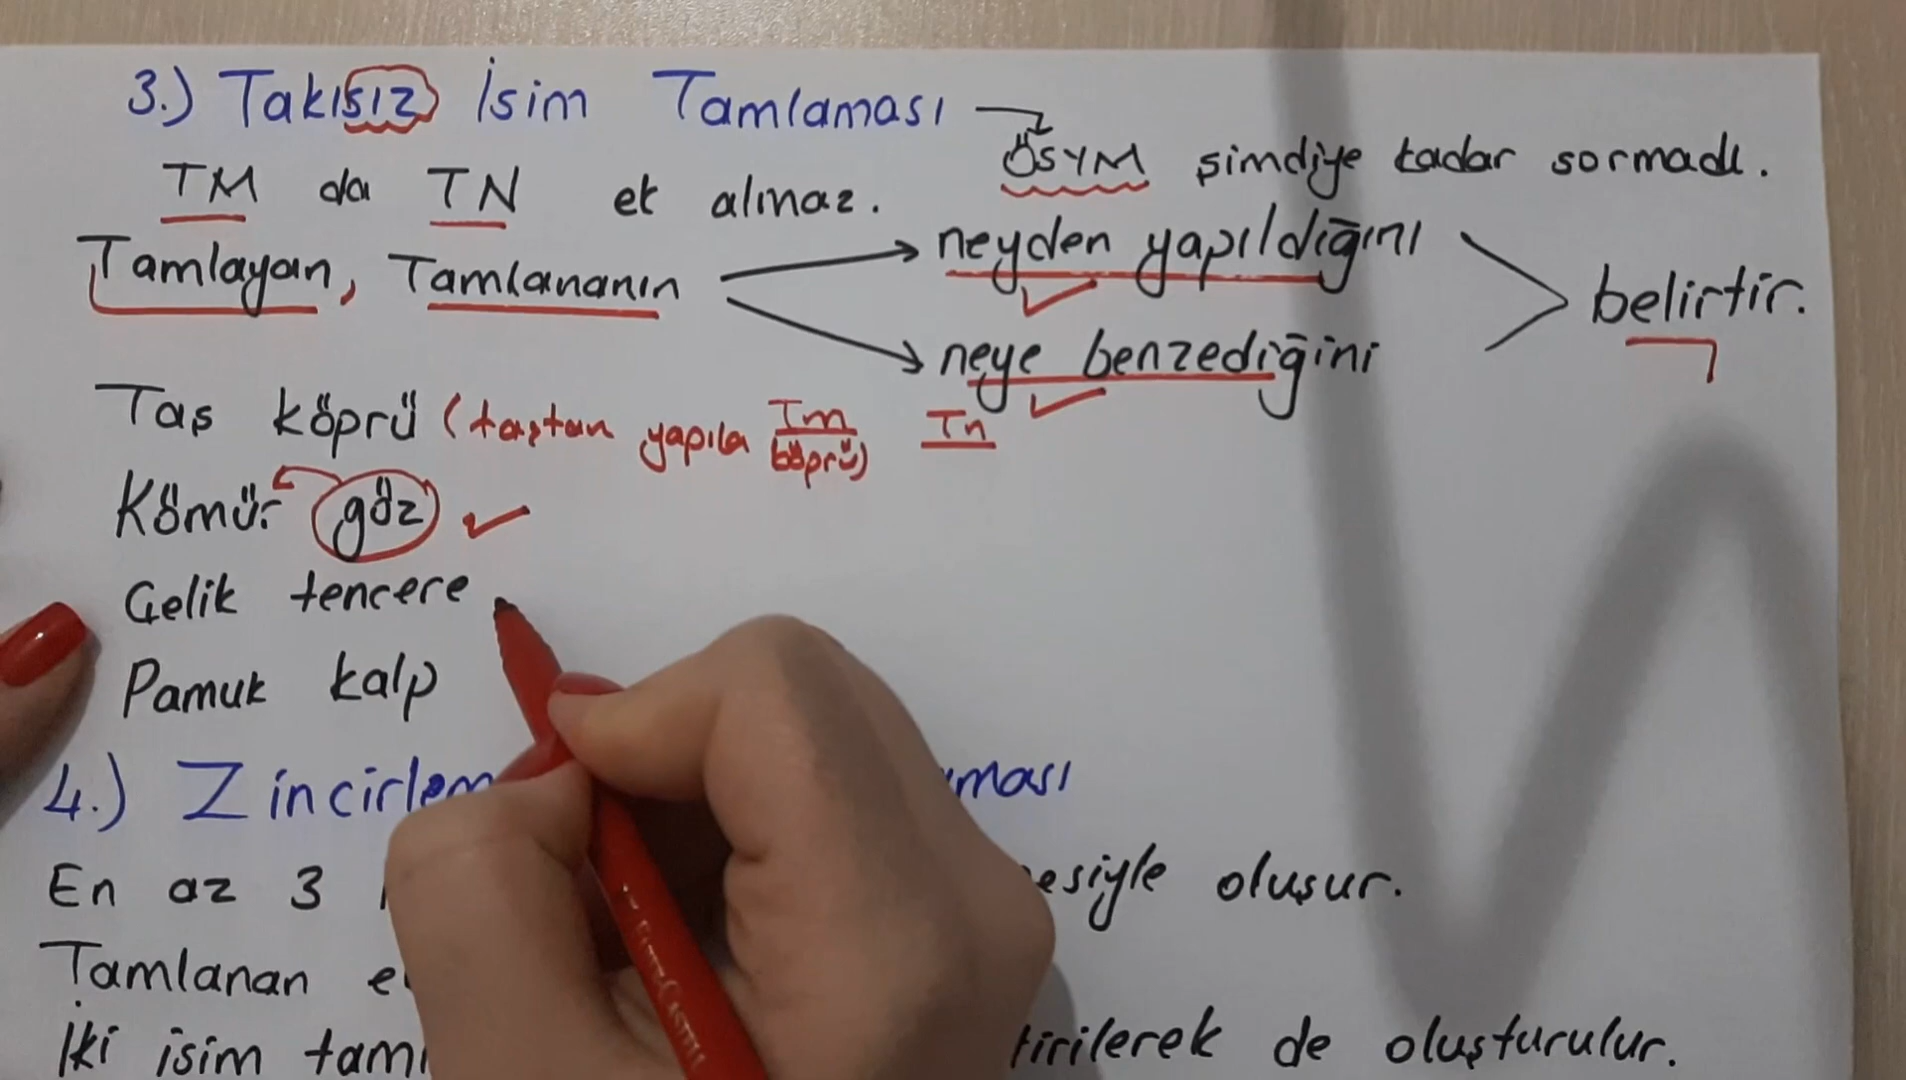 3.) Takısız İsim Tamlaması
ÖSYM şimdiye kadar sormadı.
TM da TN ek almaz.
Tamlayan, Tamlananın
neyden yapıldığını
neye benzediğini
belirtir.
Taş köprü (taştan yapıla köprü)
Tm Tn
Kömür göz
Çelik tencere
Pamuk kalp
4.) Zincirlem ması
En az 3 esiyle oluşur.
Tamlanan
İki isim tam tirilerek de oluşturulur.